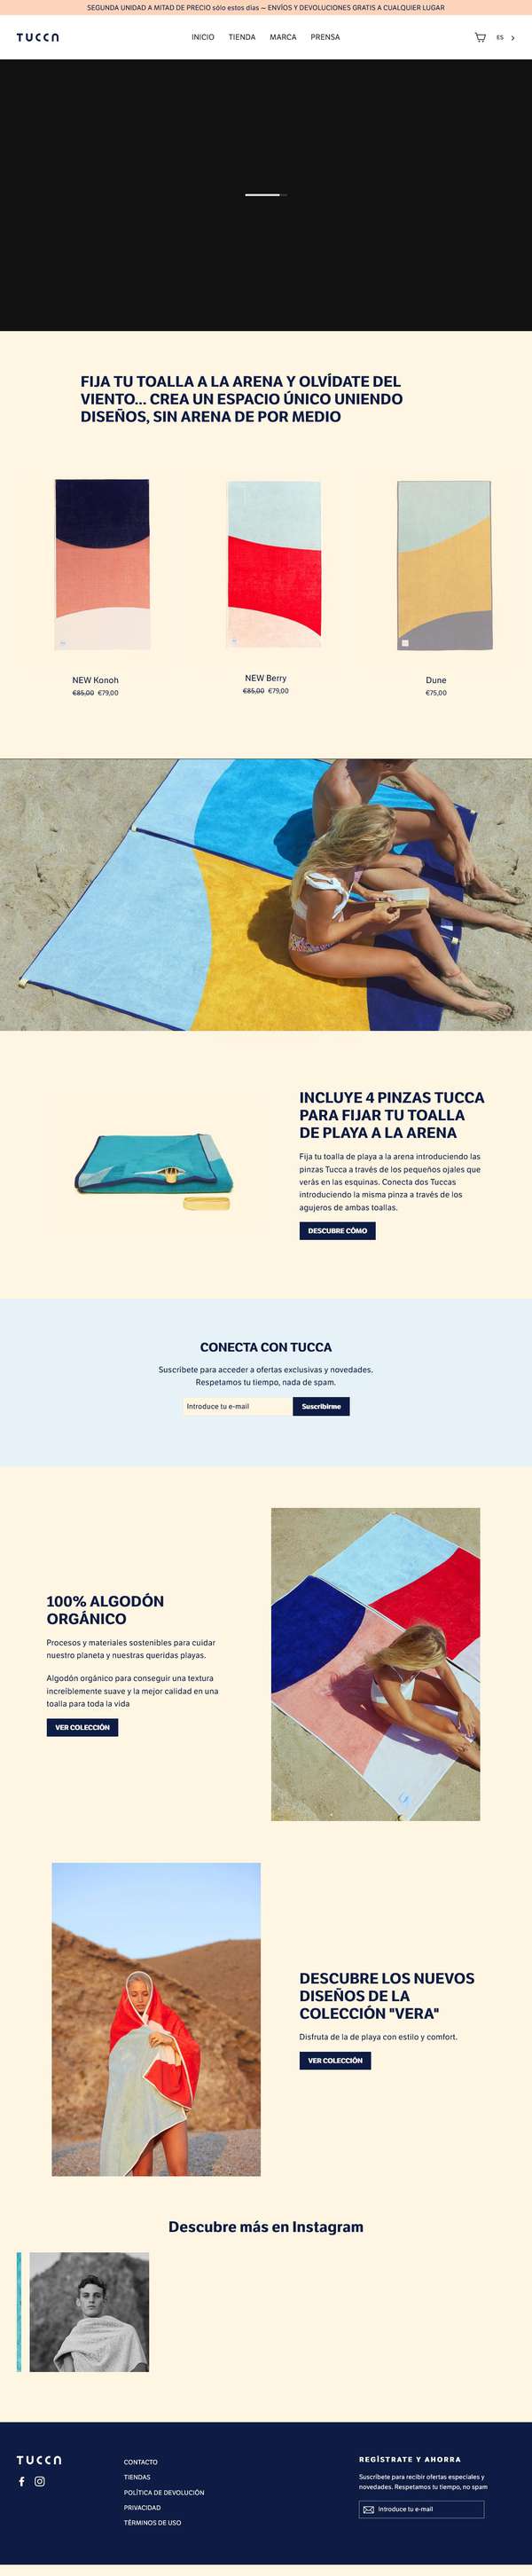 SEGUNDA UNIDAD A MITAD DE PRECIO sólo estos días — ENVÍOS Y DEVOLUCIONES GRATIS A CUALQUIER LUGAR
TUCCA
INICIO TIENDA MARCA PRENSA
ES
FIJA TU TOALLA A LA ARENA Y OLVÍDATE DEL
VIENTO... CREA UN ESPACIO ÚNICO UNIENDO
DISEÑOS, SIN ARENA DE POR MEDIO
NEW Konoh
€85,00 €79,00
NEW Berry
€85,00 €79,00
Dune
€75,00
INCLUYE 4 PINZAS TUCCA
PARA FIJAR TU TOALLA
DE PLAYA A LA ARENA
Fija tu toalla de playa a la arena introduciendo las
pinzas Tucca a través de los pequeños ojales que
verás en las esquinas. Conecta dos Tuccas
introduciendo la misma pinza a través de los
agujeros de ambas toallas.
DESCUBRE CÓMO
CONECTA CON TUCCA
Suscríbete para acceder a ofertas exclusivas y novedades.
Respetamos tu tiempo, nada de spam.
Introduce tu e-mail
Suscribirme
100% ALGODÓN
ORGÁNICO
Procesos y materiales sostenibles para cuidar
nuestro planeta y nuestras queridas playas.
Algodón orgánico para conseguir una textura
increíblemente suave y la mejor calidad en una
toalla para toda la vida
VER COLECCIÓN
DESCUBRE LOS NUEVOS
DISEÑOS DE LA
COLECCIÓN "VERA"
Disfruta de la de playa con estilo y comfort.
VER COLECCIÓN
Descubre más en Instagram
TUCCA
CONTACTO
TIENDAS
POLÍTICA DE DEVOLUCIÓN
PRIVACIDAD
TÉRMINOS DE USO
REGÍSTRATE Y AHORRA
Suscríbete para recibir ofertas especiales y
novedades. Respetamos tu tiempo, no spam
Introduce tu e-mail